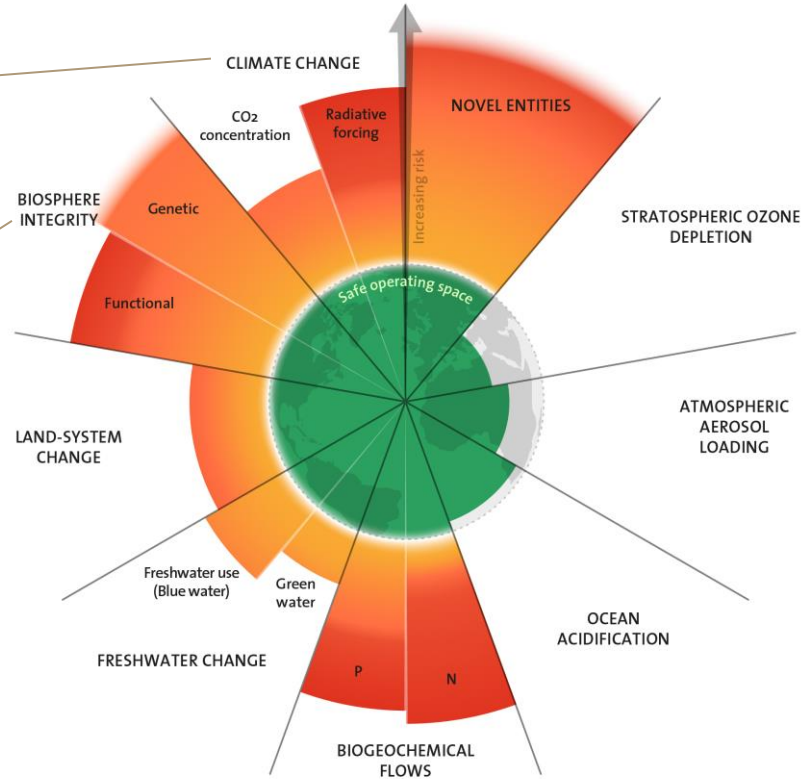 CLIMATE CHANGE
CO2
concentration
Radiative
forcing
NOVEL ENTITIES
Increasing risk
BIOSPHERE
INTEGRITY
Genetic
STRATOSPHERIC OZONE
DEPLETION
Functional
Safe operating space
LAND-SYSTEM
CHANGE
ATMOSPHERIC
AEROSOL
LOADING
Freshwater use
(Blue water)
Green
water
OCEAN
ACIDIFICATION
FRESHWATER CHANGE
P
N
BIOGEOCHEMICAL
FLOWS